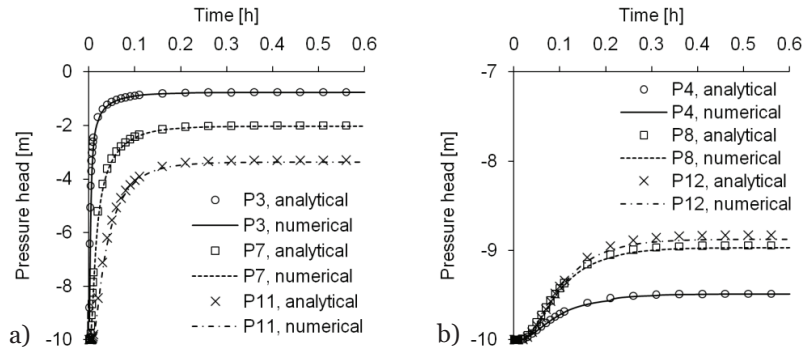 Time [h]
0 0.1 0.2 0.3 0.4 0.5 0.6
0
-2
-4
-6
-8
-10
Pressure head [m]
P3, analytical
P3, numerical
P7, analytical
P7, numerical
P11, analytical
P11, numerical
a)
Time [h]
0 0.1 0.2 0.3 0.4 0.5 0.6
-7
-8
-9
-10
Pressure head [m]
P4, analytical
P4, numerical
P8, analytical
P8, numerical
P12, analytical
P12, numerical
b)